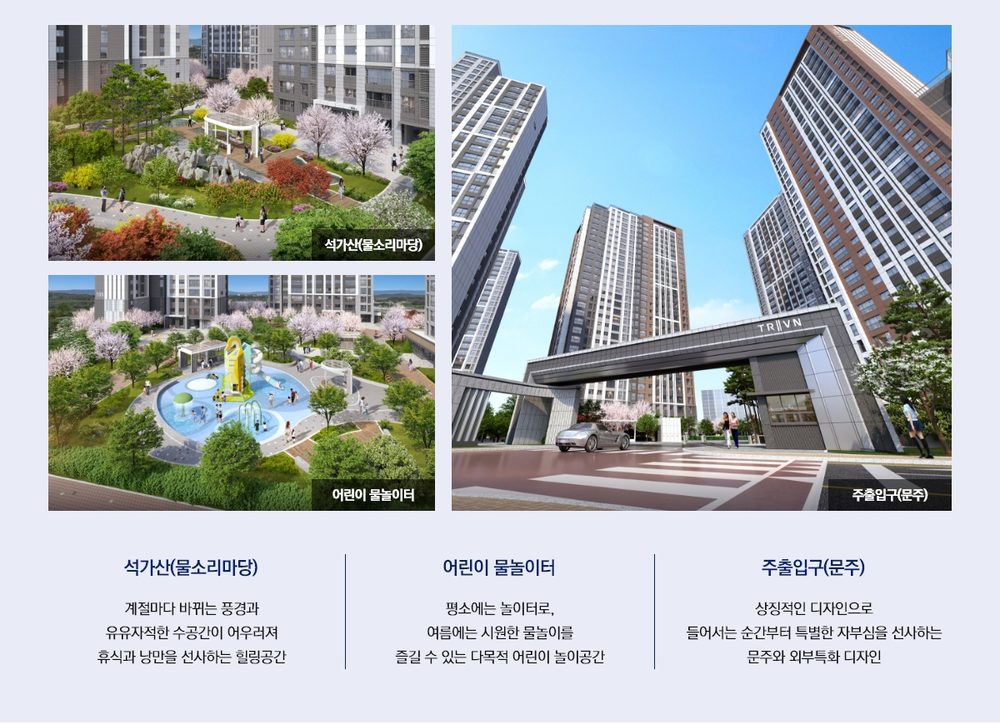 석가산(물소리마당)
TRIIVN
어린이 물놀이터
주출입구(문주)
석가산(물소리마당)
계절마다 바뀌는 풍경과
유유자적한 수공간이 어우러져
휴식과 낭만을 선사하는 힐링공간
어린이 물놀이터
평소에는 놀이터로,
여름에는 시원한 물놀이를
즐길 수 있는 다목적 어린이 놀이공간
주출입구(문주)
상징적인 디자인으로
들어서는 순간부터 특별한 자부심을 선사하는
문주와 외부특화 디자인